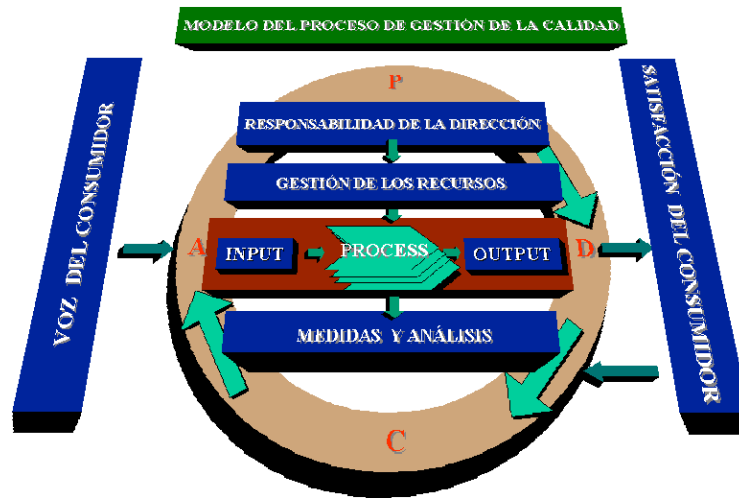 MODELO DEL PROCESO DE GESTIÓN DE LA CALIDAD
VOZ DEL CONSUMIDOR
P
RESPONSABILIDAD DE LA DIRECCIÓN
GESTIÓN DE LOS RECURSOS
A
INPUT
PROCESS
OUTPUT
D
MEDIDAS Y ANÁLISIS
C
SATISFACCIÓN DEL CONSUMIDOR